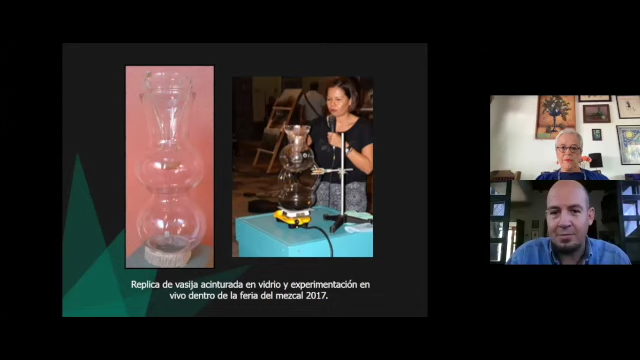 Replica de vasija acinturada en vidrio y experimentación en
vivo dentro de la feria del mezcal 2017.